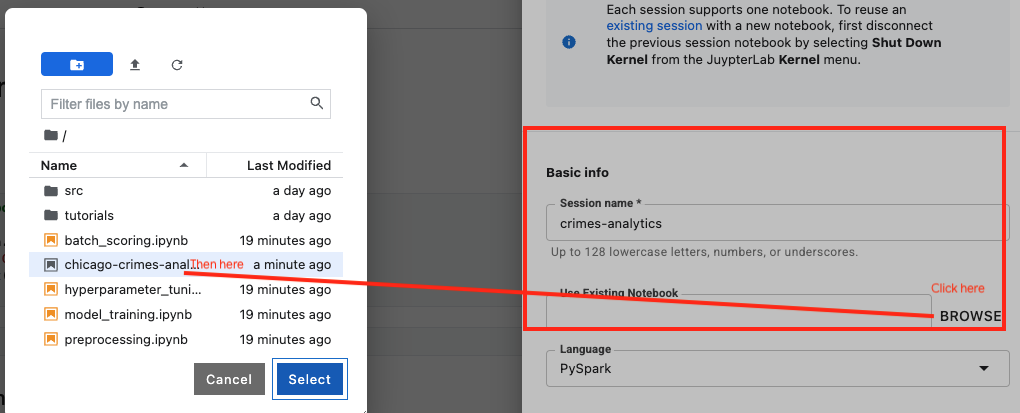 Filter files by name
/
Name Last Modified
src a day ago
tutorials a day ago
batch_scoring.ipynb 19 minutes ago
chicago-crimes-anal... Then here a minute ago
hyperparameter_tuni... 19 minutes ago
model_training.ipynb 19 minutes ago
preprocessing.ipynb 19 minutes ago
Cancel Select
Each session supports one notebook. To reuse an
existing session with a new notebook, first disconnect
the previous session notebook by selecting Shut Down
Kernel from the JuypterLab Kernel menu.
Basic info
Session name *
crimes-analytics
Up to 128 lowercase letters, numbers, or underscores.
Use Existing Notebook
Click here
BROWSE
Language
PySpark